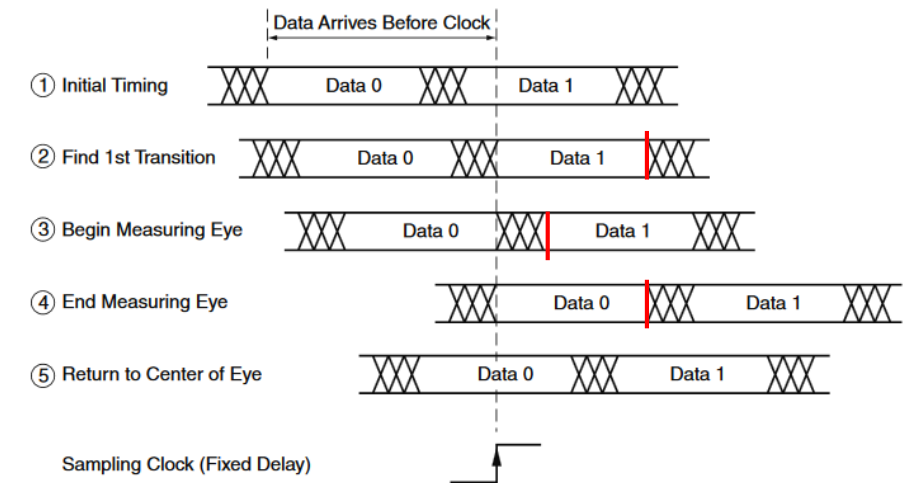 Data Arrives Before Clock
1 Initial Timing Data 0 Data 1
2 Find 1st Transition Data 0 Data 1
3 Begin Measuring Eye Data 0 Data 1
4 End Measuring Eye Data 0 Data 1
5 Return to Center of Eye Data 0 Data 1
Sampling Clock (Fixed Delay)